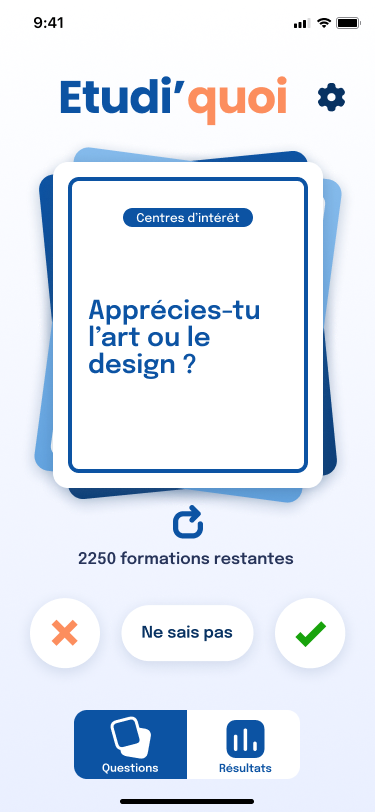 9:41
Etudi’quoi
Centres d’intérêt
Apprécies-tu
l’art ou le
design ?
2250 formations restantes
Ne sais pas
Questions
Résultats